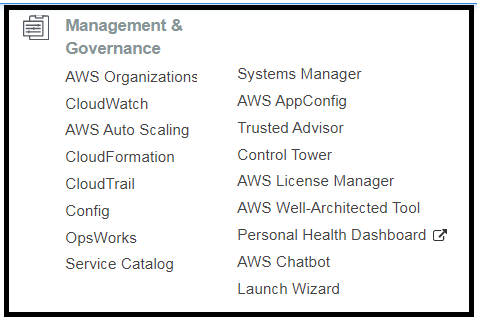 Management &
Governance
AWS Organizations
CloudWatch
AWS Auto Scaling
CloudFormation
CloudTrail
Config
OpsWorks
Service Catalog
Systems Manager
AWS AppConfig
Trusted Advisor
Control Tower
AWS License Manager
AWS Well-Architected Tool
Personal Health Dashboard
AWS Chatbot
Launch Wizard